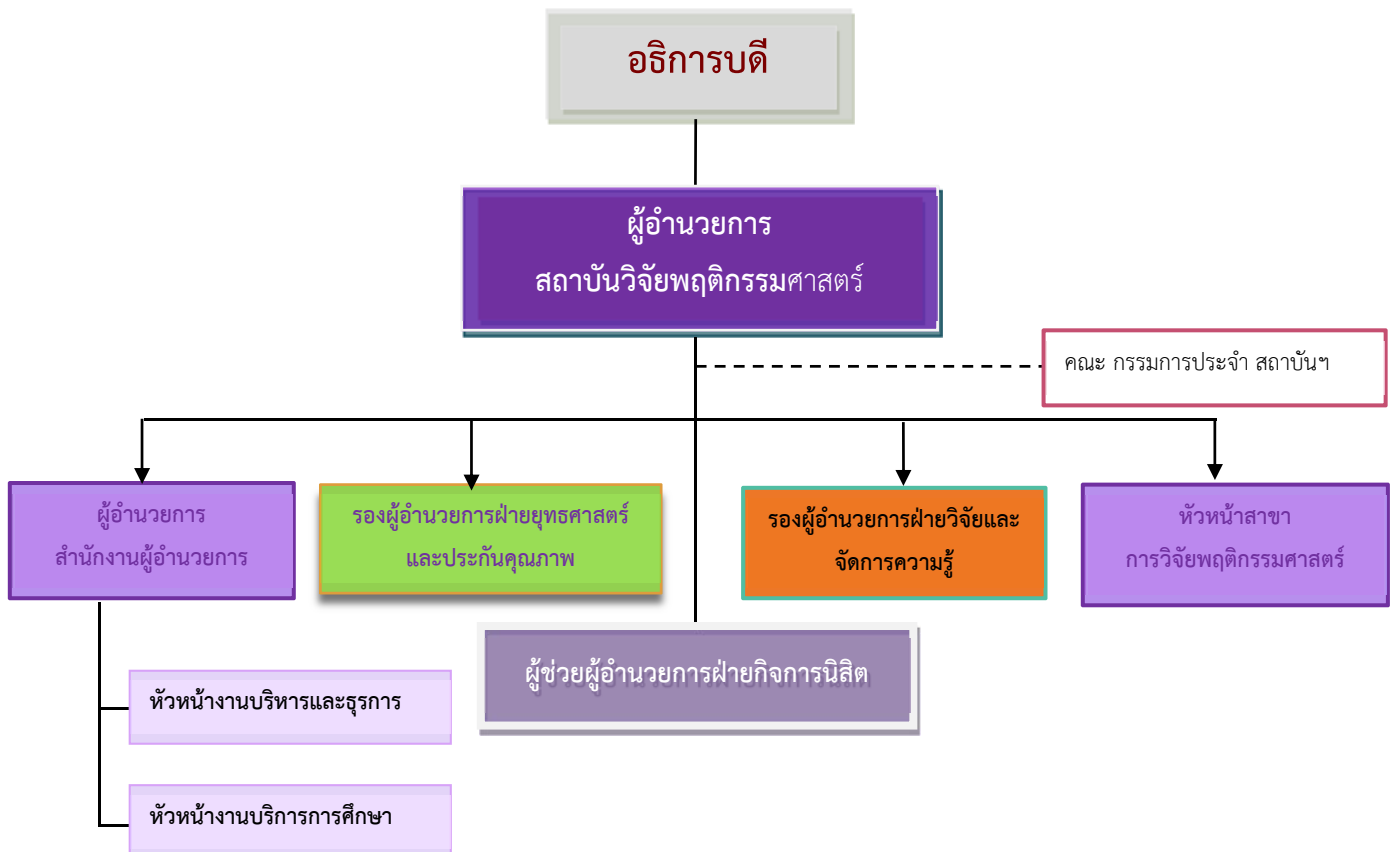 อธิการบดี
ผู้อำนวยการ
สถาบันวิจัยพฤติกรรมศาสตร์
คณะ กรรมการประจำ สถาบันฯ
ผู้อำนวยการ
สำนักงานผู้อำนวยการ
รองผู้อำนวยการฝ่ายยุทธศาสตร์
และประกันคุณภาพ
รองผู้อำนวยการฝ่ายวิจัยและ
จัดการความรู้
หัวหน้าสาขา
การวิจัยพฤติกรรมศาสตร์
ผู้ช่วยผู้อำนวยการฝ่ายกิจการนิสิต
หัวหน้างานบริหารและธุรการ
หัวหน้างานบริการการศึกษา